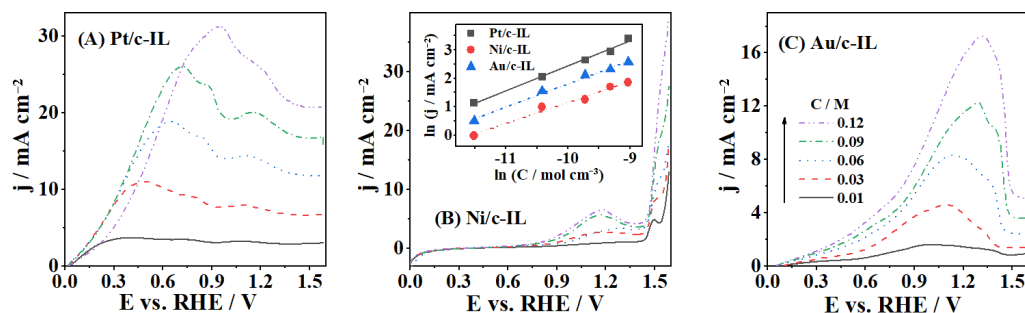 (A) Pt/c-IL
j / mA cm⁻²
30
20
10
0
0.0 0.3 0.6 0.9 1.2 1.5
E vs. RHE / V
(B) Ni/c-IL
j / mA cm⁻²
40
30
20
10
0
0.0 0.3 0.6 0.9 1.2 1.5
E vs. RHE / V
Pt/c-IL
Ni/c-IL
Au/c-IL
ln (j / mA cm⁻²)
3
2
1
0
-11 -10 -9
ln (C / mol cm⁻³)
(C) Au/c-IL
j / mA cm⁻²
16
12
8
4
0
C / M
0.12
0.09
0.06
0.03
0.01
0.0 0.3 0.6 0.9 1.2 1.5
E vs. RHE / V